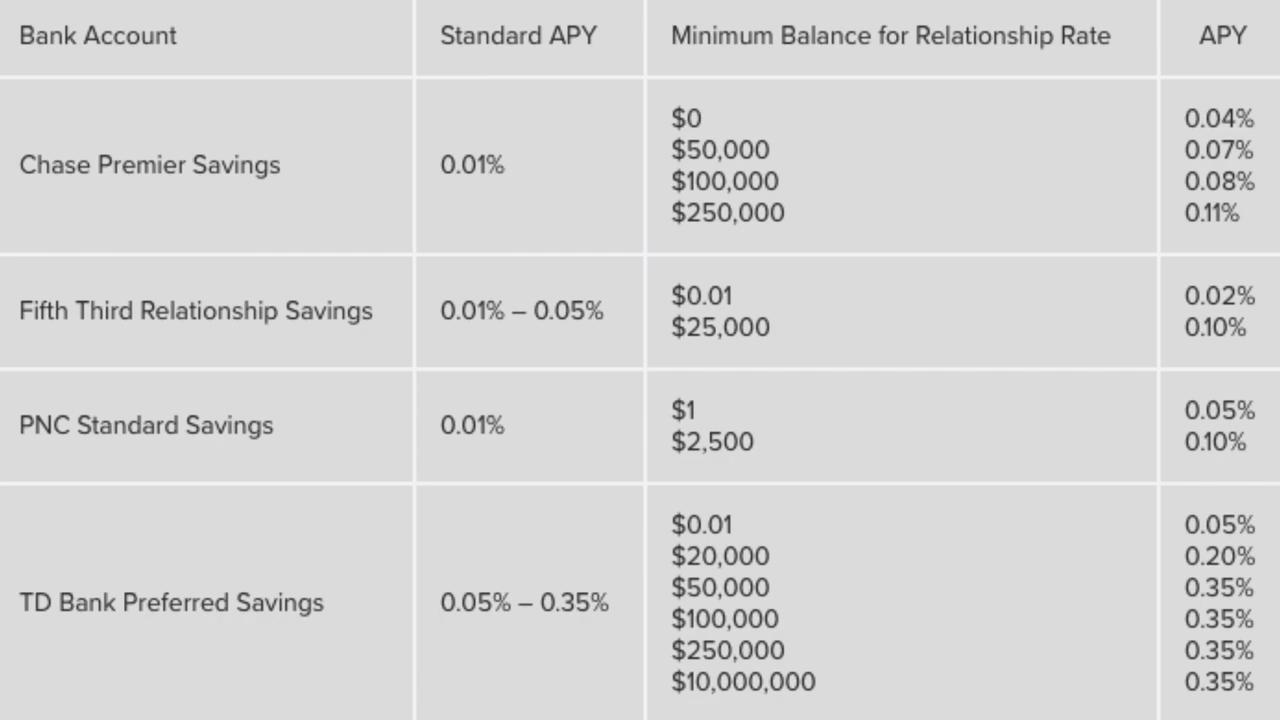 Bank Account Standard APY Minimum Balance for Relationship Rate APY
Chase Premier Savings 0.01%
$0 0.04%
$50,000 0.07%
$100,000 0.08%
$250,000 0.11%
Fifth Third Relationship Savings 0.01% – 0.05%
$0.01 0.02%
$25,000 0.10%
PNC Standard Savings 0.01%
$1 0.05%
$2,500 0.10%
TD Bank Preferred Savings 0.05% – 0.35%
$0.01 0.05%
$20,000 0.20%
$50,000 0.35%
$100,000 0.35%
$250,000 0.35%
$10,000,000 0.35%